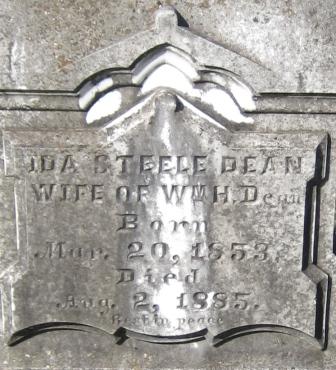 IDA STEELE DEAN
WIFE OF WM H. Dean
Born
Mar. 20, 1853.
Died
Aug. 2, 1885.
Rest in peace